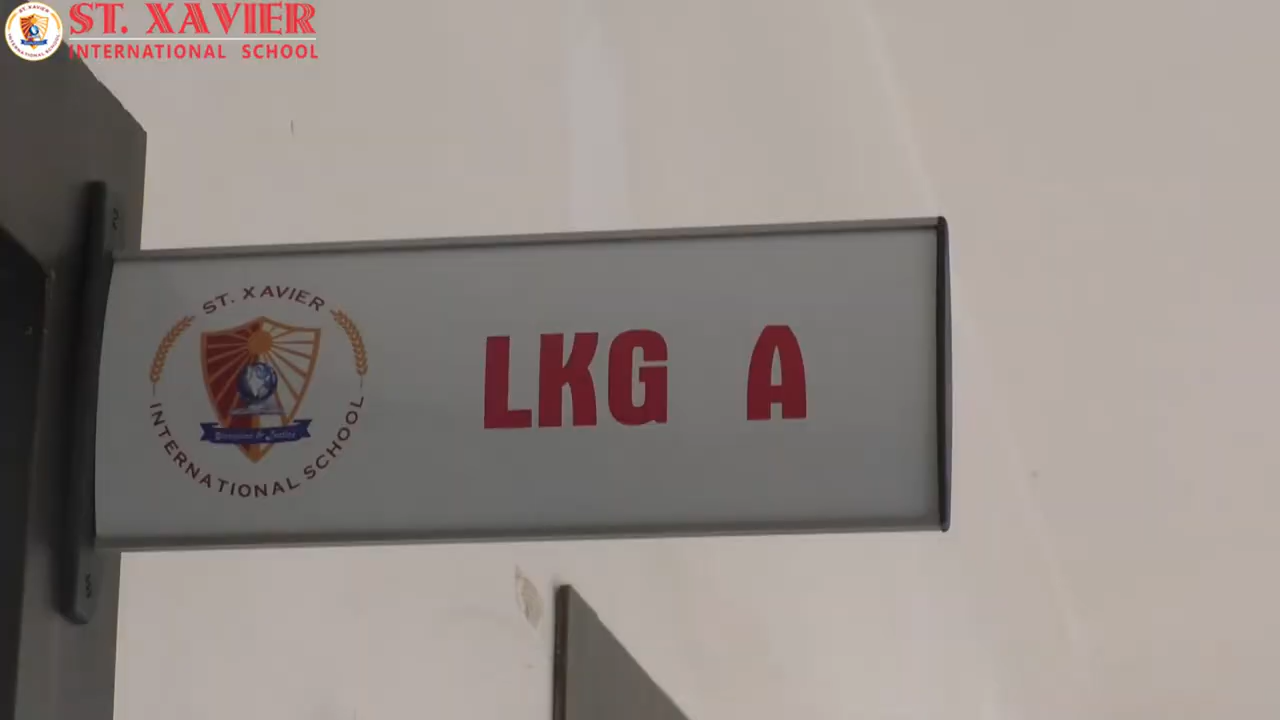 ST. XAVIER
INTERNATIONAL SCHOOL
ST. XAVIER
INTERNATIONAL SCHOOL
LKG A